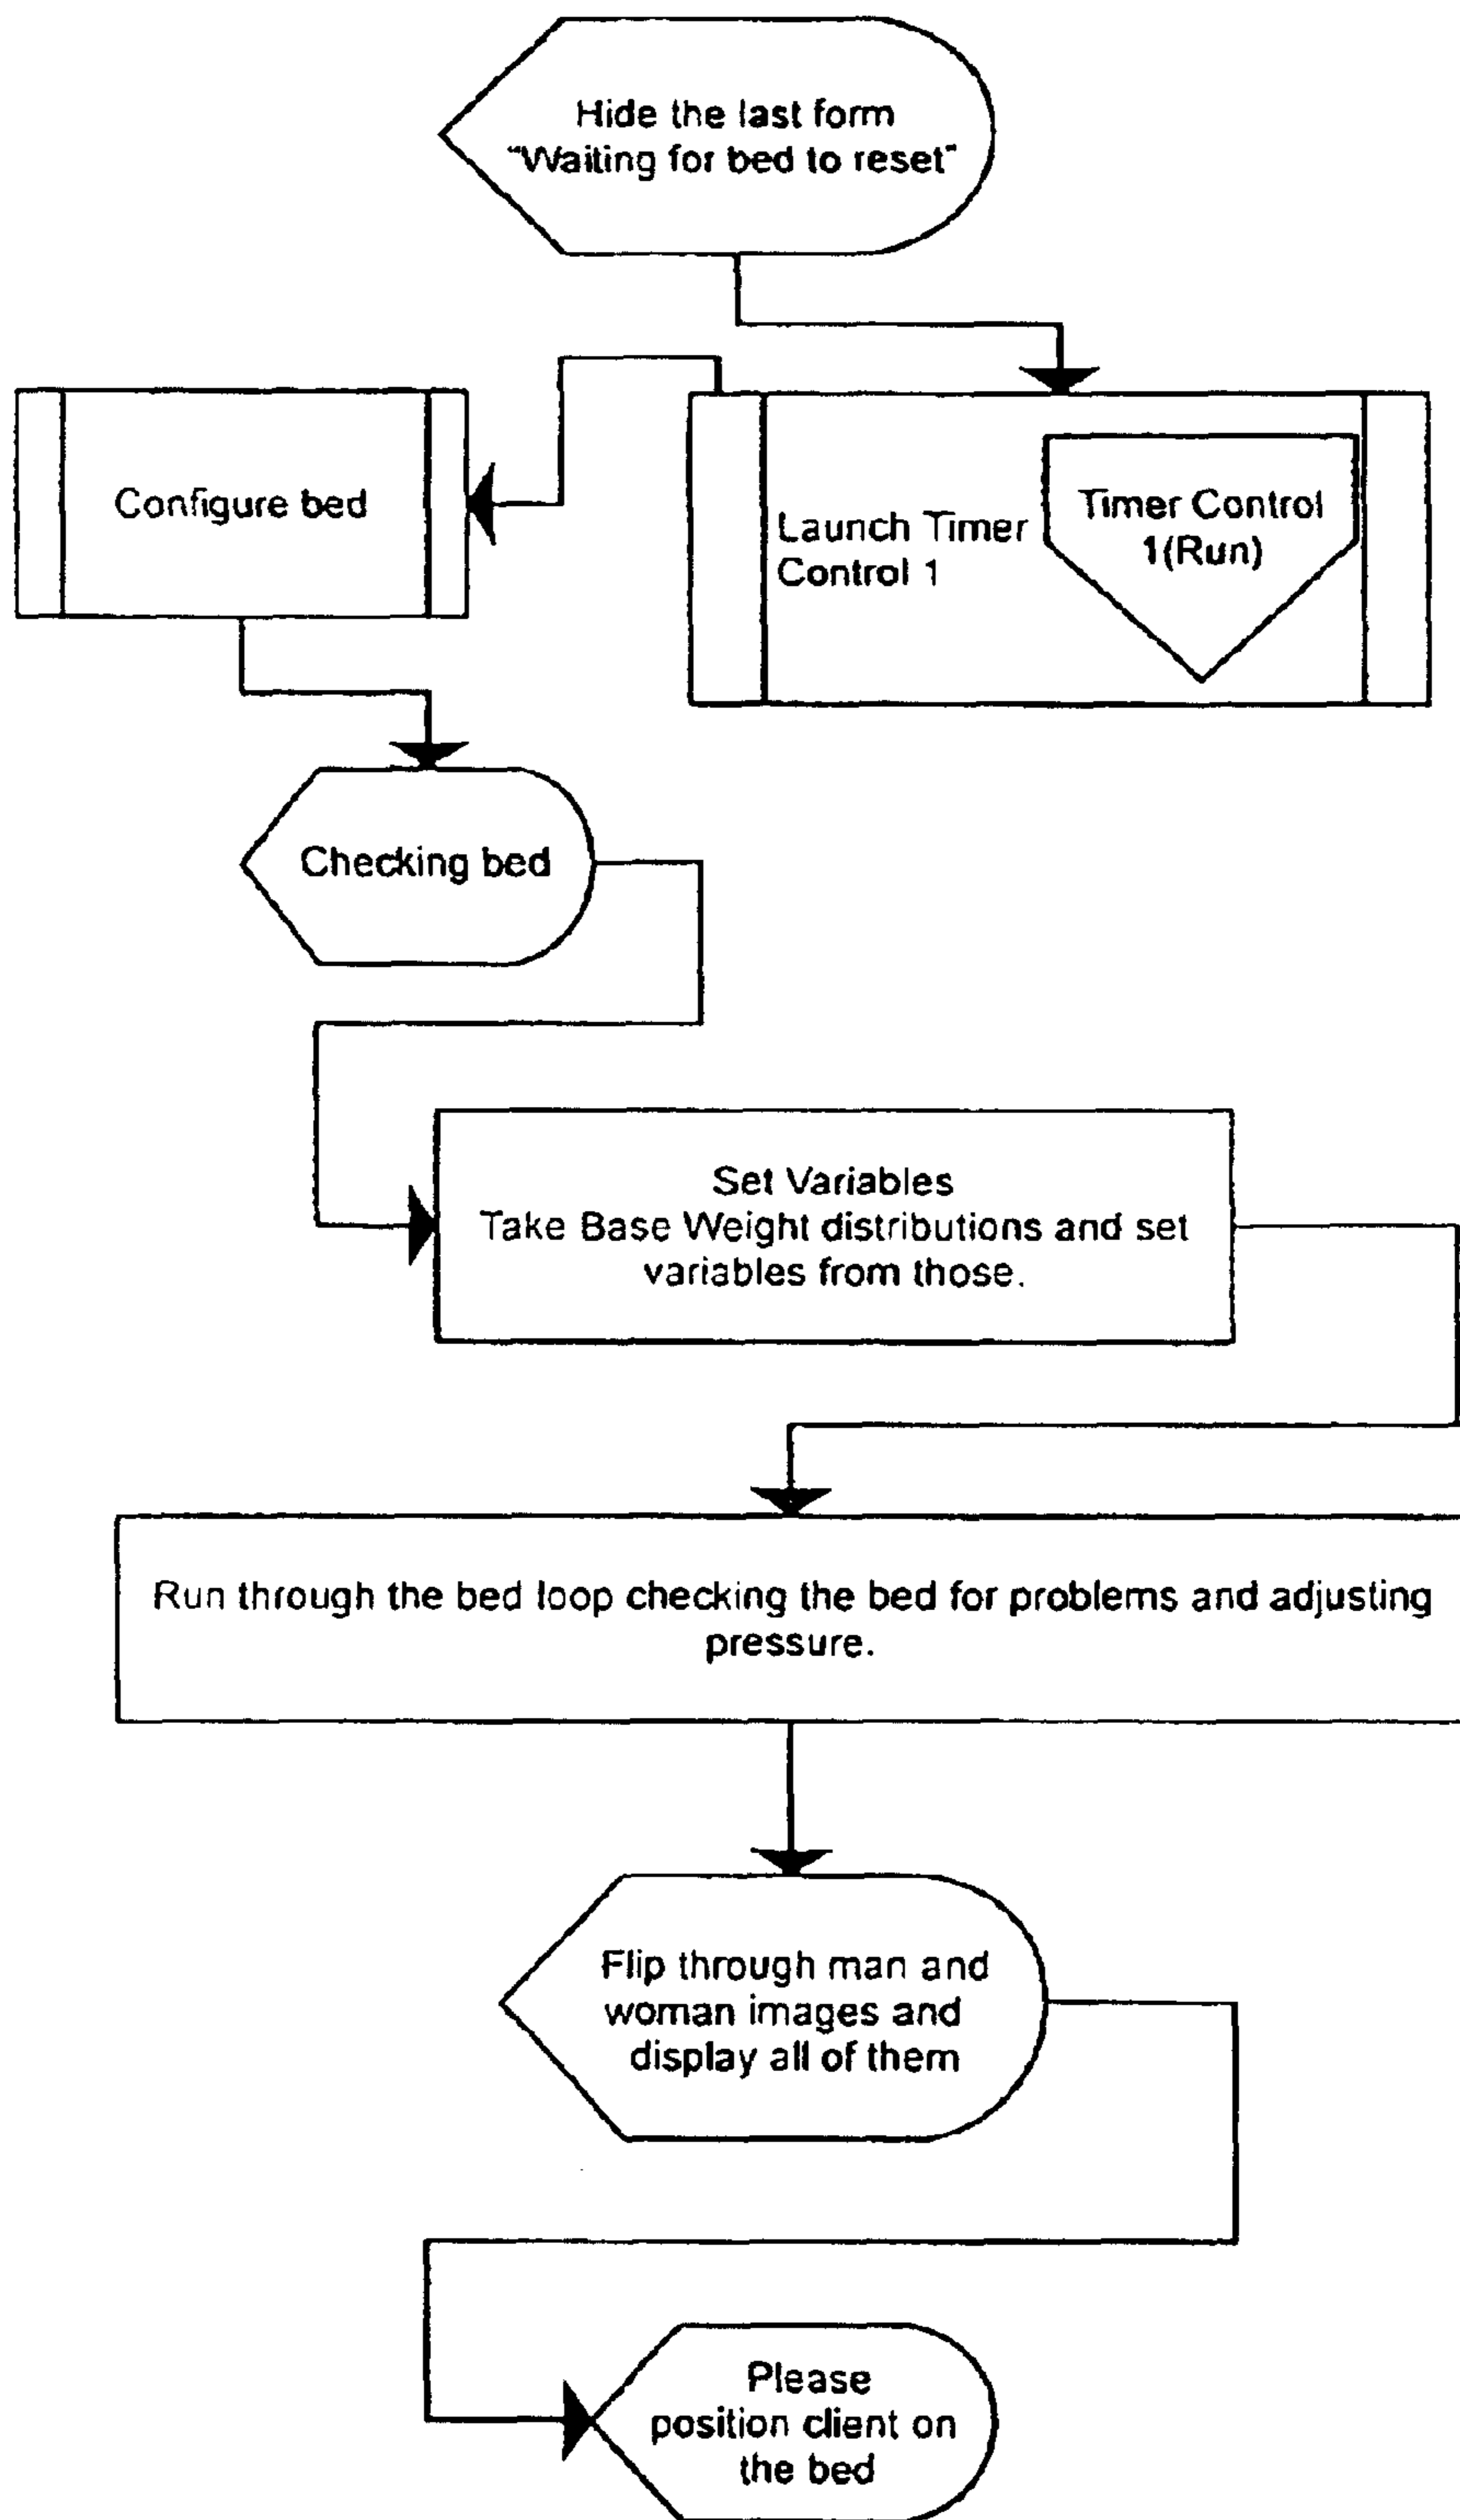 Hide the last form
"Waiting for bed to reset"
Configure bed
Launch Timer
Control 1
Timer Control
1(Run)
Checking bed
Set Variables
Take Base Weight distributions and set
variables from those.
Run through the bed loop checking the bed for problems and adjusting
pressure.
Flip through man and
woman images and
display all of them
Please
position client on
the bed